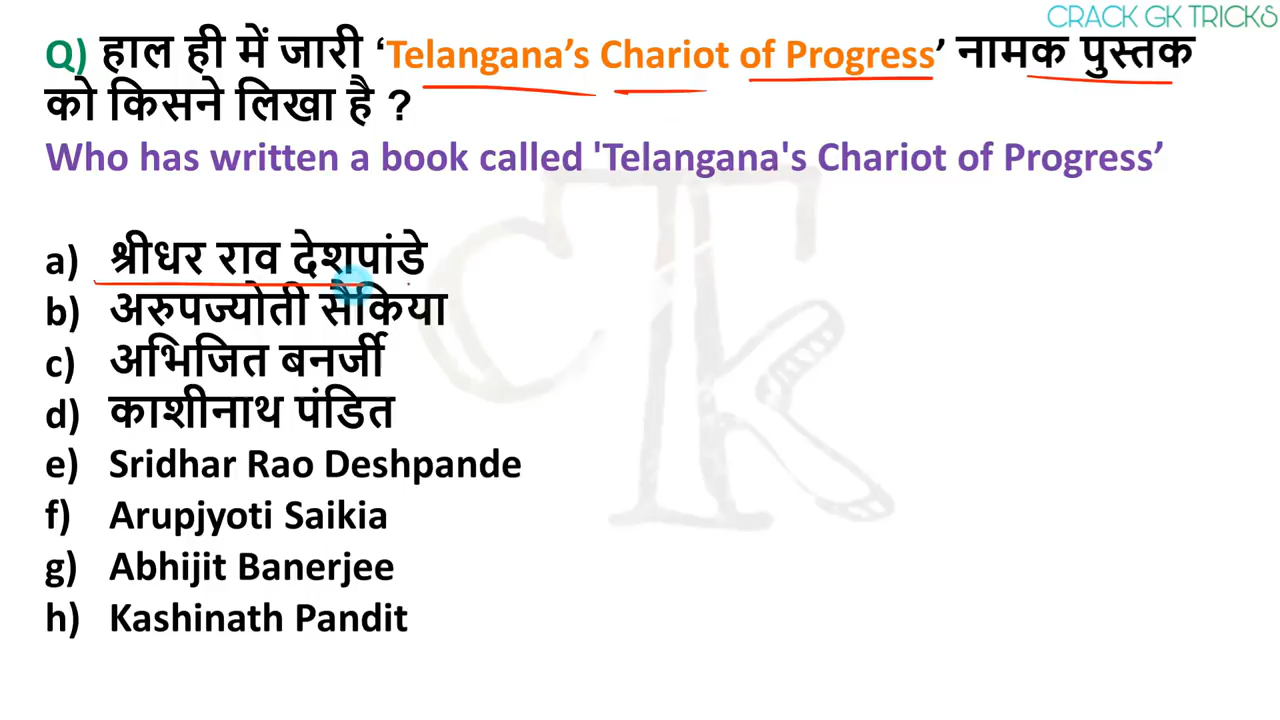 CRACK GK TRICKS
Q) हाल ही में जारी ‘Telangana’s Chariot of Progress’ नामक पुस्तक
को किसने लिखा है ?
Who has written a book called 'Telangana's Chariot of Progress’
a) श्रीधर राव देशपांडे
b) अरुपज्योती सैकिया
c) अभिजित बनर्जी
d) काशीनाथ पंडित
e) Sridhar Rao Deshpande
f) Arupjyoti Saikia
g) Abhijit Banerjee
h) Kashinath Pandit
CTk